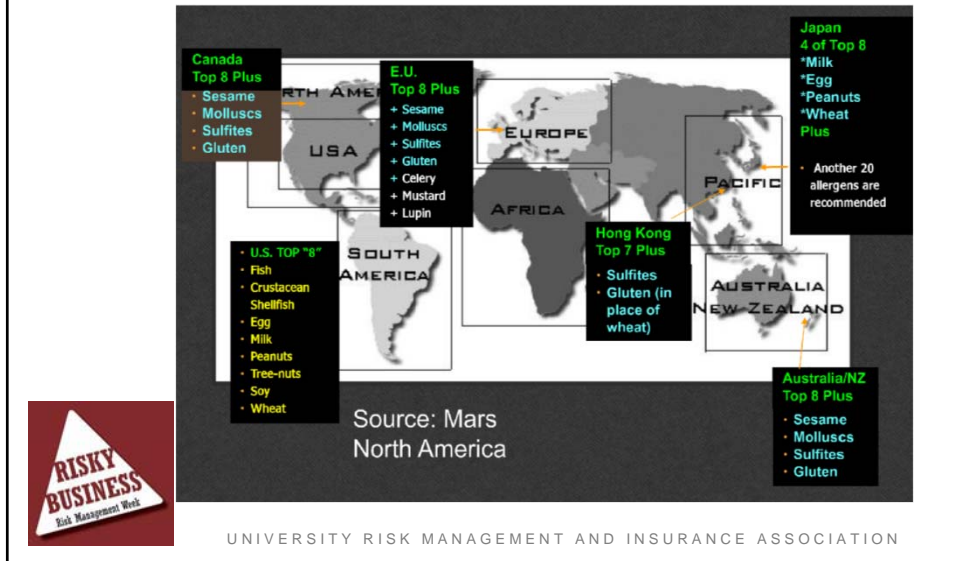 Canada
Top 8 Plus
• Sesame
• Molluscs
• Sulfites
• Gluten
E.U.
Top 8 Plus
+ Sesame
+ Molluscs
+ Sulfites
+ Gluten
+ Celery
+ Mustard
+ Lupin
Japan
4 of Top 8
*Milk
*Egg
*Peanuts
*Wheat
Plus
• Another 20
allergens are
recommended
USA
EUROPE
AFRICA
PACIFIC
SOUTH
AMERICA
AUSTRALIA
NEW ZEALAND
• U.S. TOP "8"
• Fish
• Crustacean
Shellfish
• Egg
• Milk
• Peanuts
• Tree-nuts
• Soy
• Wheat
Hong Kong
Top 7 Plus
• Sulfites
• Gluten (in
place of
wheat)
Australia/NZ
Top 8 Plus
• Sesame
• Molluscs
• Sulfites
• Gluten
Source: Mars
North America
RISKY
BUSINESS
Risk Management Week
UNIVERSITY RISK MANAGEMENT AND INSURANCE ASSOCIATION